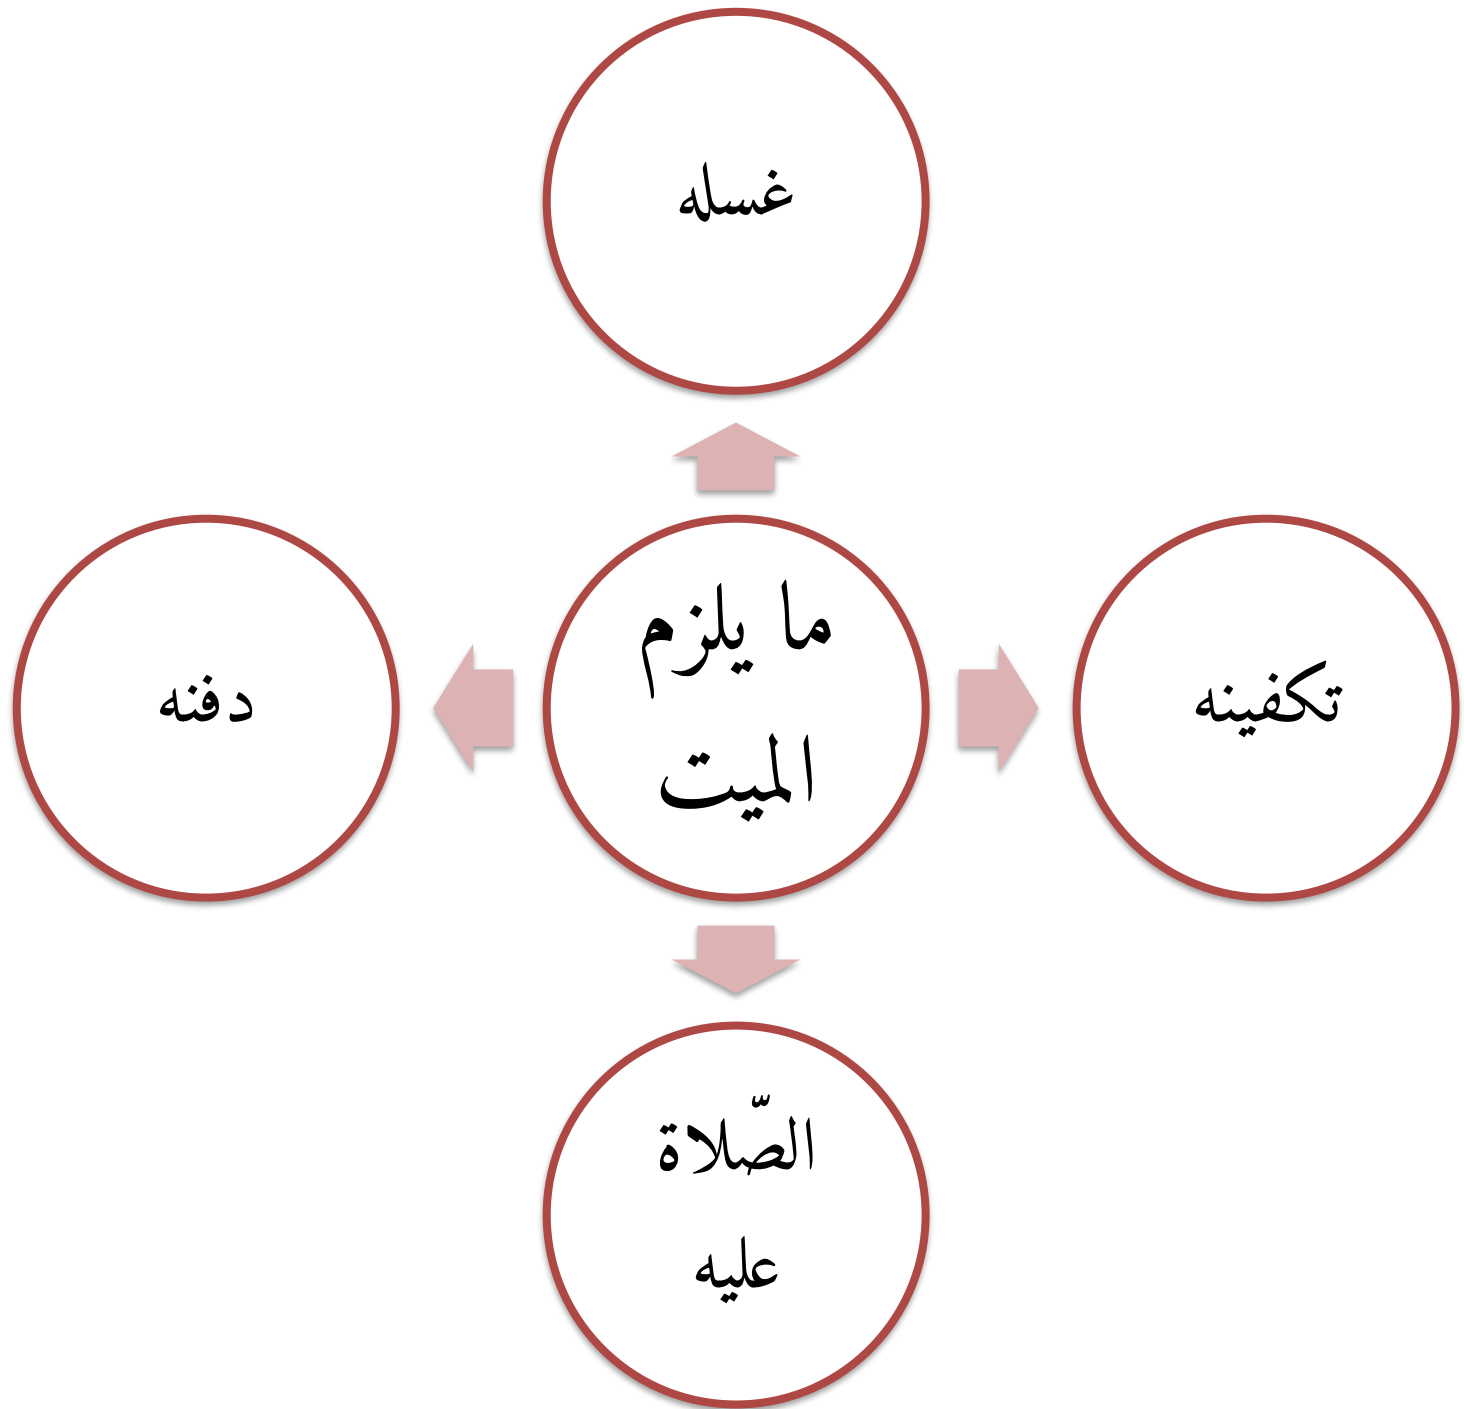 غسله
ما يلزم
الميت
تكفينه
دفنه
الصّلاة
عليه